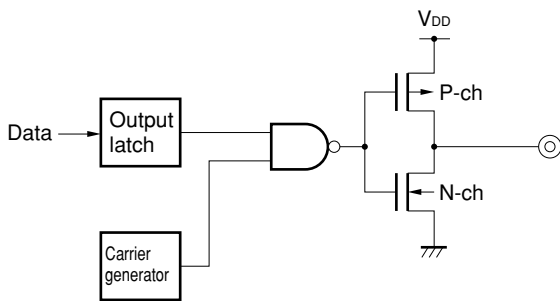 VDD
P-ch
Data
Output
latch
N-ch
Carrier
generator